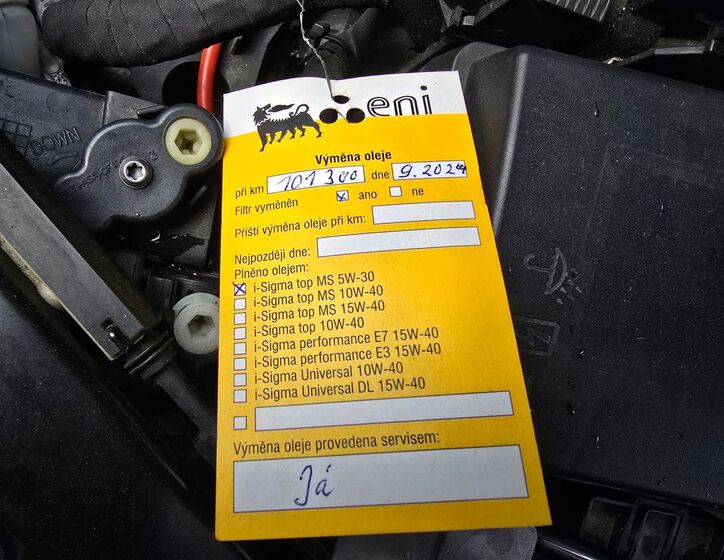 eni
Výměna oleje
při km 101 300 dne 9.2024
Filtr vyměněn ☒ ano ☐ ne
Příští výměna oleje při km:
Nejpozději dne:
Plněno olejem:
☒ i-Sigma top MS 5W-30
☐ i-Sigma top MS 10W-40
☐ i-Sigma top MS 15W-40
☐ i-Sigma top 10W-40
☐ i-Sigma performance E7 15W-40
☐ i-Sigma performance E3 15W-40
☐ i-Sigma Universal 10W-40
☐ i-Sigma Universal DL 15W-40
☐
Výměna oleje provedena servisem:
Já
DOWN